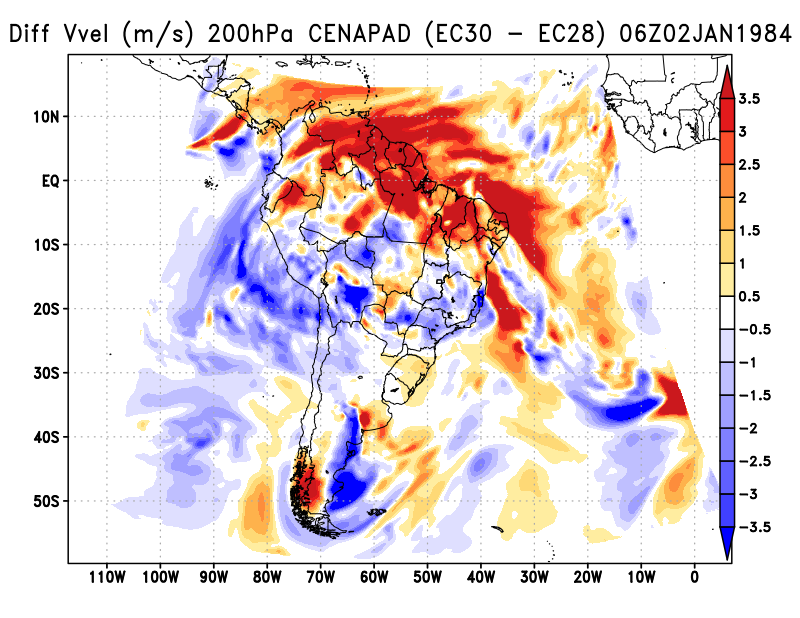 Diff Vvel (m/s) 200hPa CENAPAD (EC30 − EC28) 06Z02JAN1984
10N
EQ
10S
20S
30S
40S
50S
110W 100W 90W 80W 70W 60W 50W 40W 30W 20W 10W 0
3.5
3
2.5
2
1.5
1
0.5
−0.5
−1
−1.5
−2
−2.5
−3
−3.5